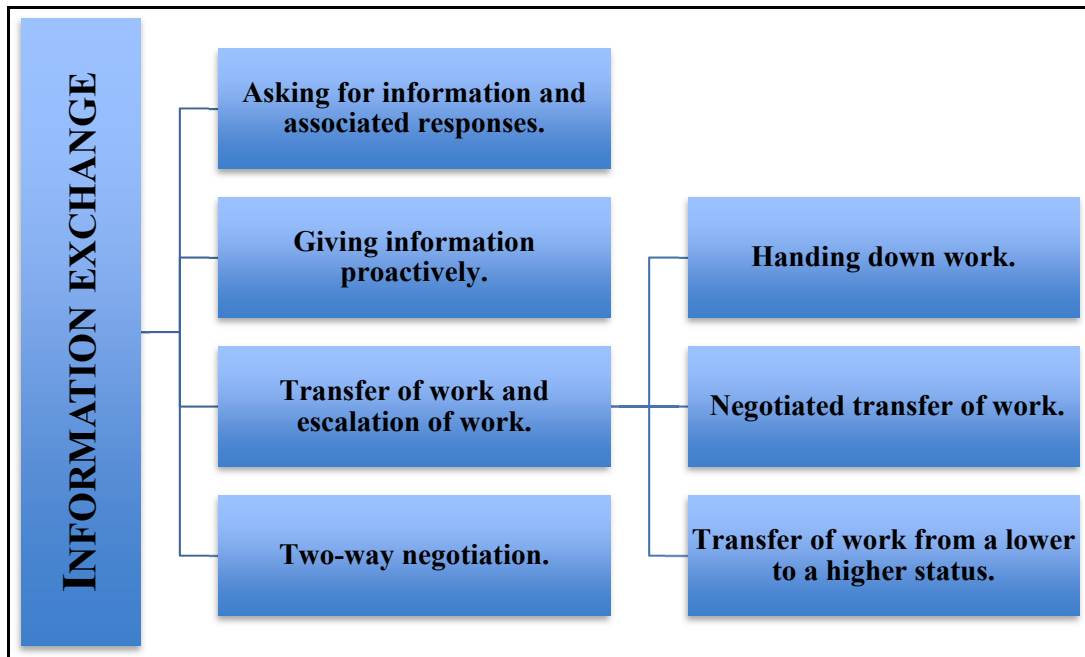 INFORMATION EXCHANGE
Asking for information and
associated responses.
Giving information
proactively.
Transfer of work and
escalation of work.
Two-way negotiation.
Handing down work.
Negotiated transfer of work.
Transfer of work from a lower
to a higher status.